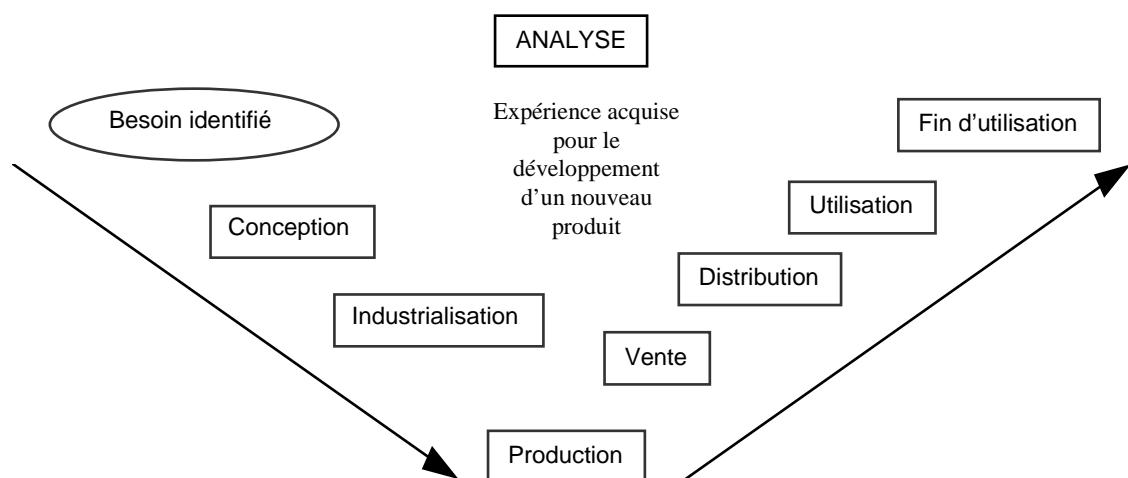 ANALYSE
Besoin identifié
Expérience acquise
pour le
développement
d'un nouveau
produit
Fin d’utilisation
Utilisation
Conception
Distribution
Industrialisation
Vente
Production